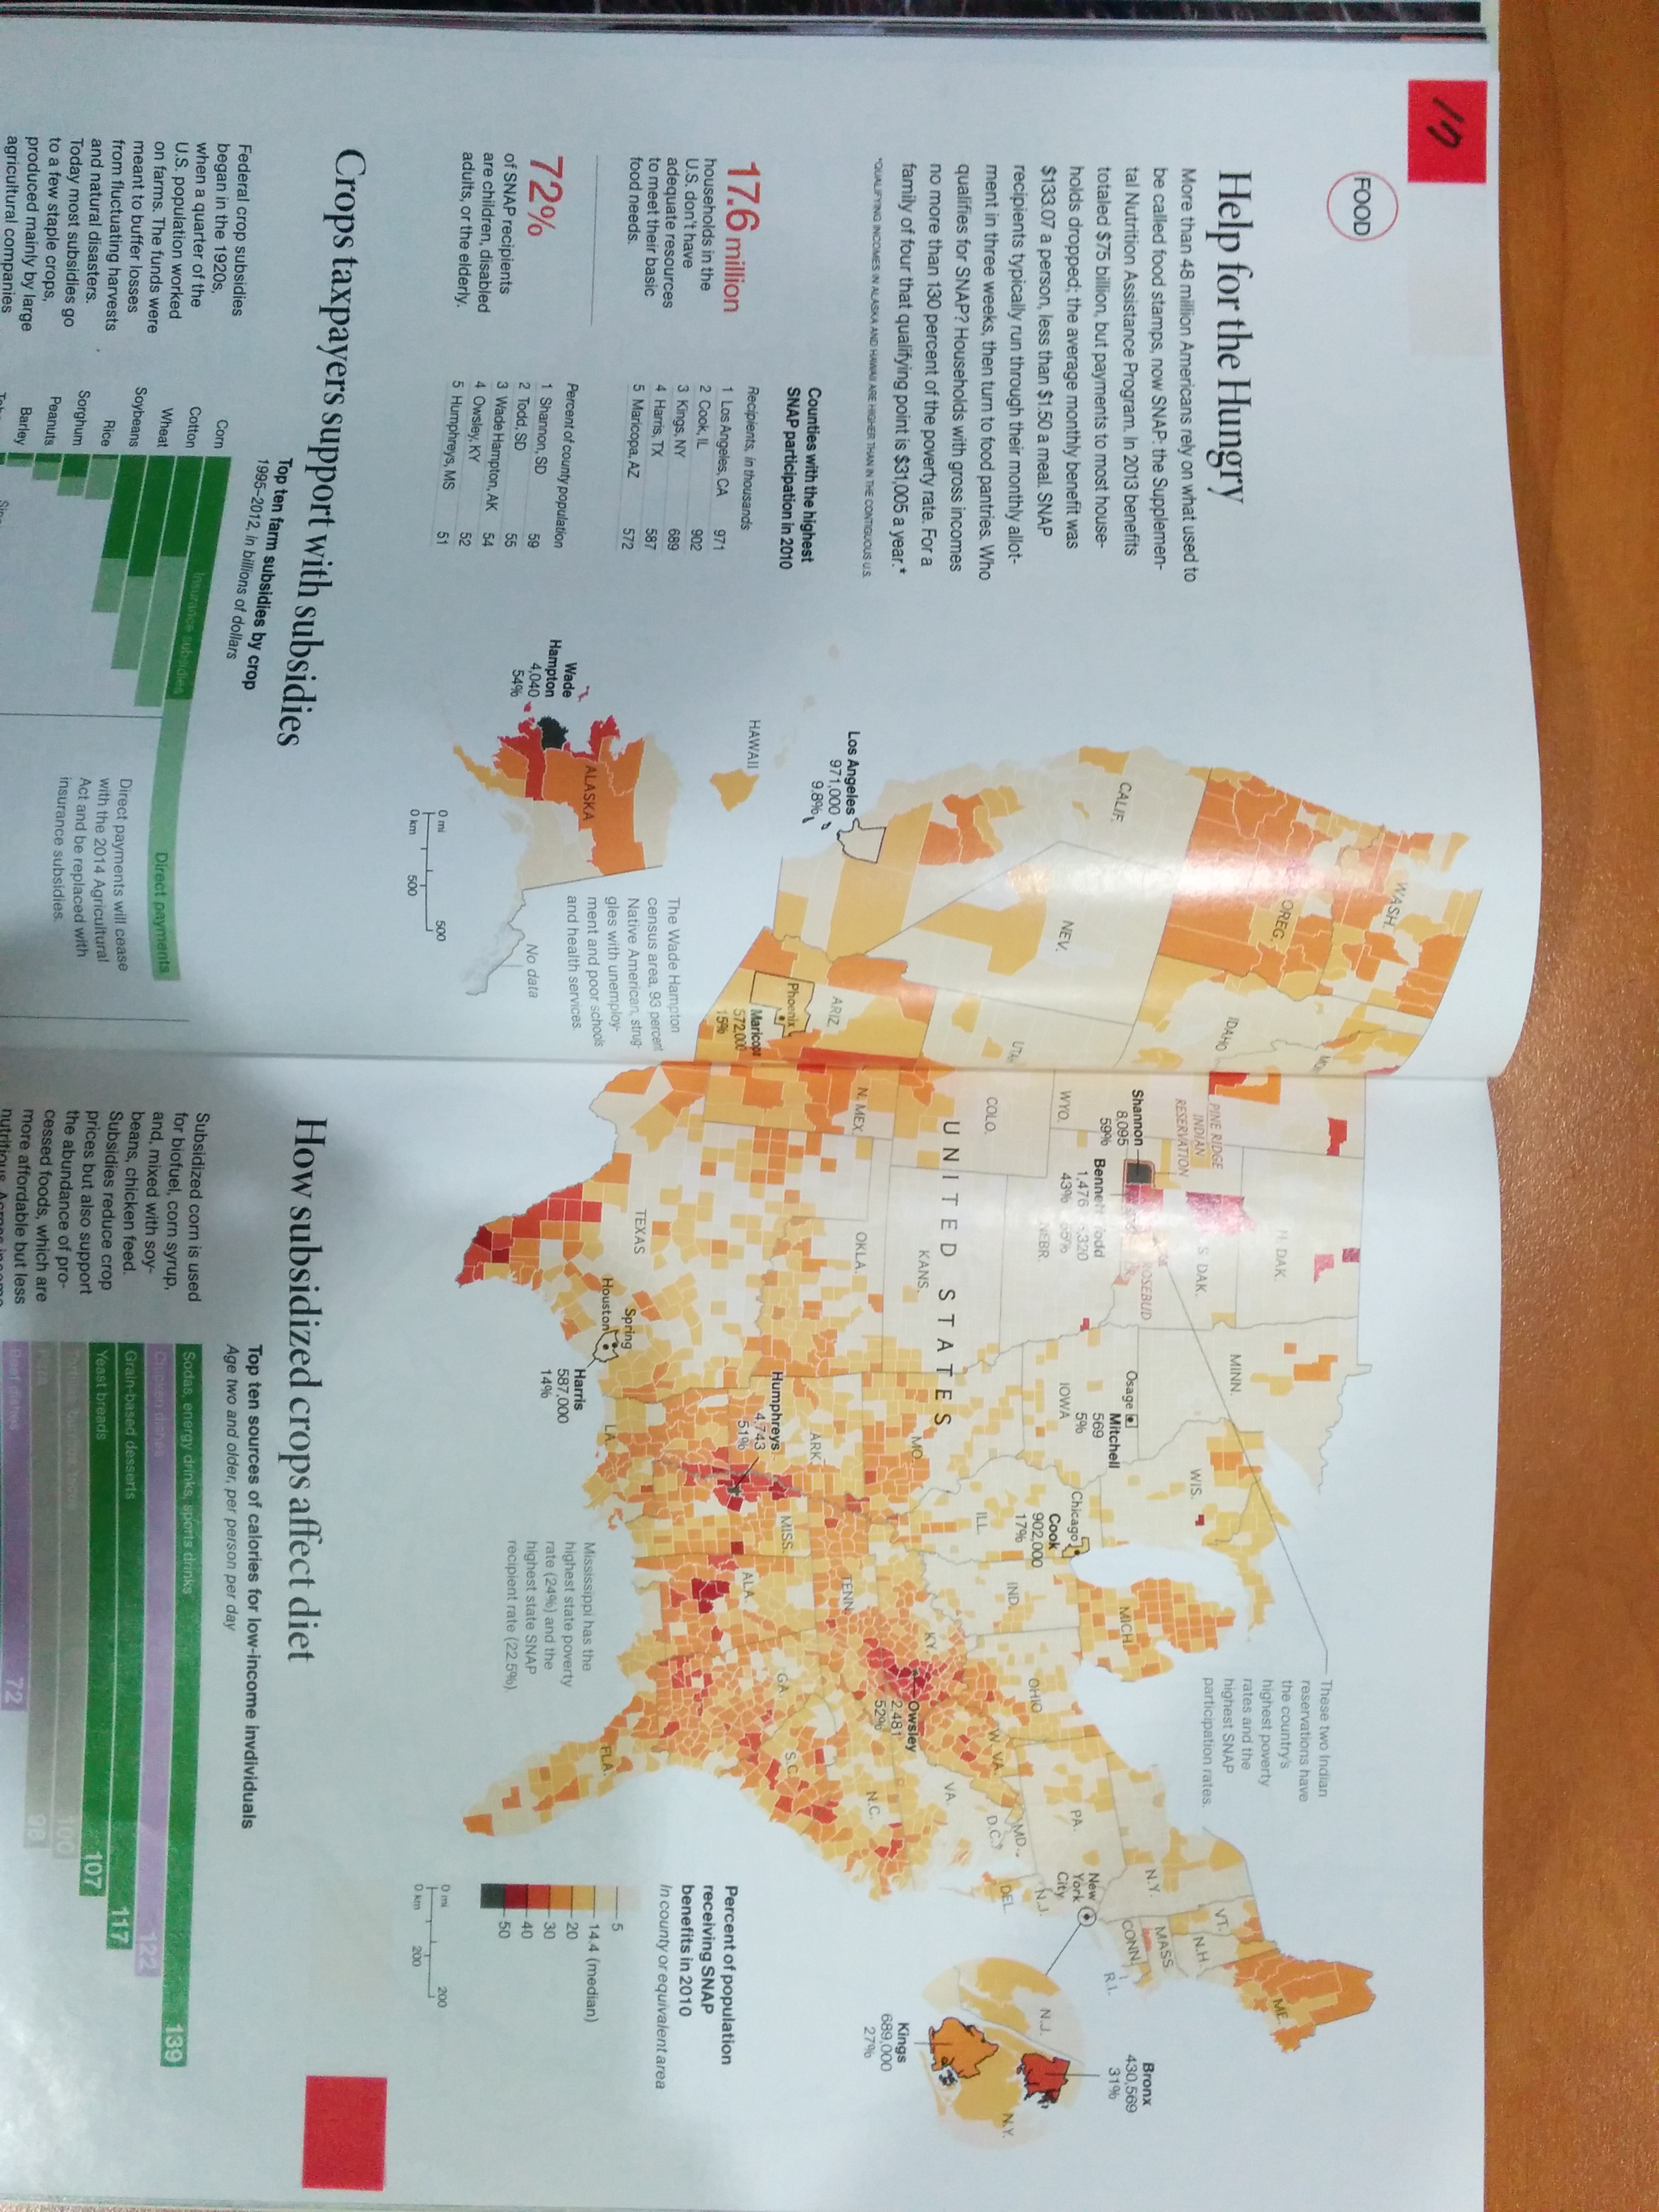 17
FOOD
Help for the Hungry
More than 48 million Americans rely on what used to
be called food stamps, now SNAP: the Supplemen-
tal Nutrition Assistance Program. In 2013 benefits
totaled $75 billion, but payments to most house-
holds dropped; the average monthly benefit was
$133.07 a person, less than $1.50 a meal. SNAP
recipients typically run through their monthly allot-
ment in three weeks, then turn to food pantries. Who
qualifies for SNAP? Households with gross incomes
no more than 130 percent of the poverty rate. For a
family of four that qualifying point is $31,005 a year.*
*QUALIFYING INCOMES IN ALASKA AND HAWAII ARE HIGHER THAN IN THE CONTIGUOUS U.S.
17.6 million
households in the
U.S. don't have
adequate resources
to meet their basic
food needs.
72%
of SNAP recipients
are children, disabled
adults, or the elderly.
Counties with the highest
SNAP participation in 2010
Recipients, in thousands
1 Los Angeles, CA 971
2 Cook, IL 902
3 Kings, NY 689
4 Harris, TX 587
5 Maricopa, AZ 572
Percent of county population
1 Shannon, SD 59
2 Todd, SD 55
3 Wade Hampton, AK 54
4 Owsley, KY 52
5 Humphreys, MS 51
WASH.
OREG.
CALIF.
NEV.
IDAHO
UTAH
ARIZ.
Phoenix
Maricopa
572,000
15%
Los Angeles
971,000
9.8%
HAWAII
Wade
Hampton
4,040
54%
ALASKA
0 mi 500
0 km 500
No data
The Wade Hampton
census area, 93 percent
Native American, strug-
gles with unemploy-
ment and poor schools
and health services.
PINE RIDGE
INDIAN
RESERVATION
Shannon
8,095
59%
Bennett
1,476
43%
Todd
5,320
55%
ROSEBUD
N. DAK.
S. DAK.
WYO.
NEBR.
COLO.
KANS.
UNITED STATES
N. MEX.
OKLA.
TEXAS
MINN.
Osage
Mitchell
569
5%
IOWA
WIS.
Chicago
Cook
902,000
17%
ILL.
IND.
MICH.
OHIO
MO.
ARK.
LA.
Spring
Houston
Harris
587,000
14%
Humphreys
4,743
51%
MISS.
ALA.
TENN.
KY.
Owsley
2,481
52%
GA.
FLA.
S.C.
N.C.
VA.
W. VA.
D.C.
MD.
DEL.
PA.
N.J.
N.Y.
New
York
City
CONN.
R.I.
MASS.
VT.
N.H.
ME.
These two Indian
reservations have
the country's
highest poverty
rates and the
highest SNAP
participation rates.
Mississippi has the
highest state poverty
rate (24%) and the
highest state SNAP
recipient rate (22.5%).
Bronx
430,569
31%
N.J.
N.Y.
Kings
689,000
27%
Percent of population
receiving SNAP
benefits in 2010
In county or equivalent area
5
14.4 (median)
20
30
40
50
0 mi 200
0 km 200
Crops taxpayers support with subsidies
Federal crop subsidies
began in the 1920s,
when a quarter of the
U.S. population worked
on farms. The funds were
meant to buffer losses
from fluctuating harvests
and natural disasters.
Today most subsidies go
to a few staple crops,
produced mainly by large
agricultural companies
Top ten farm subsidies by crop
1995–2012, in billions of dollars
Corn
Cotton
Wheat
Soybeans
Rice
Sorghum
Peanuts
Barley
Insurance subsidies
Direct payments
Direct payments will cease
with the 2014 Agricultural
Act and be replaced with
insurance subsidies.
How subsidized crops affect diet
Subsidized corn is used
for biofuel, corn syrup,
and, mixed with soy-
beans, chicken feed.
Subsidies reduce crop
prices but also support
the abundance of pro-
cessed foods, which are
more affordable but less
Top ten sources of calories for low-income invdividuals
Age two and older, per person per day
Sodas, energy drinks, sports drinks 139
Chicken dishes 122
Grain-based desserts 117
Yeast breads 107
100
Pizza 98
Beef dishes 72